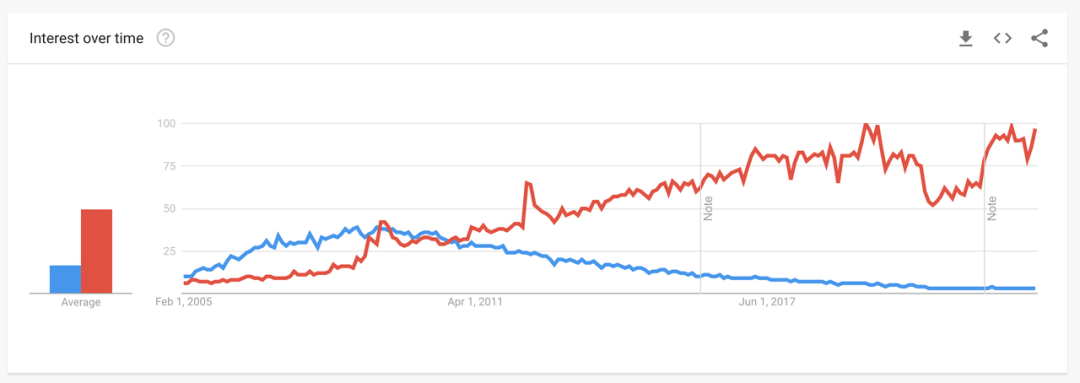 Interest over time
?
<>
100
75
50
25
Note
Note
Average
Feb 1, 2005
Apr 1, 2011
Jun 1, 2017